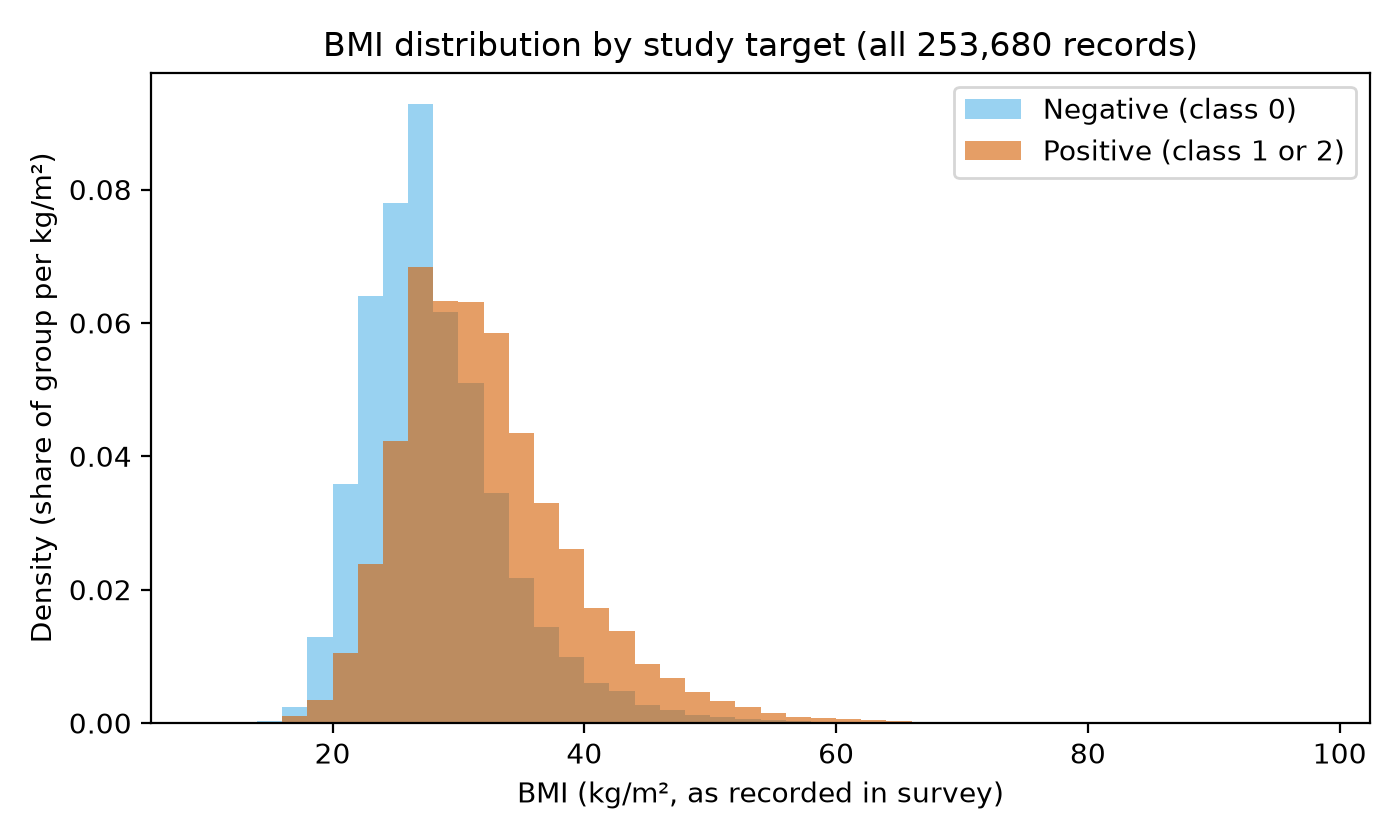 BMI distribution by study target (all 253,680 records)
Negative (class 0)
Positive (class 1 or 2)
Density (share of group per kg/m²)
0.08
0.06
0.04
0.02
0.00
20 40 60 80 100
BMI (kg/m², as recorded in survey)